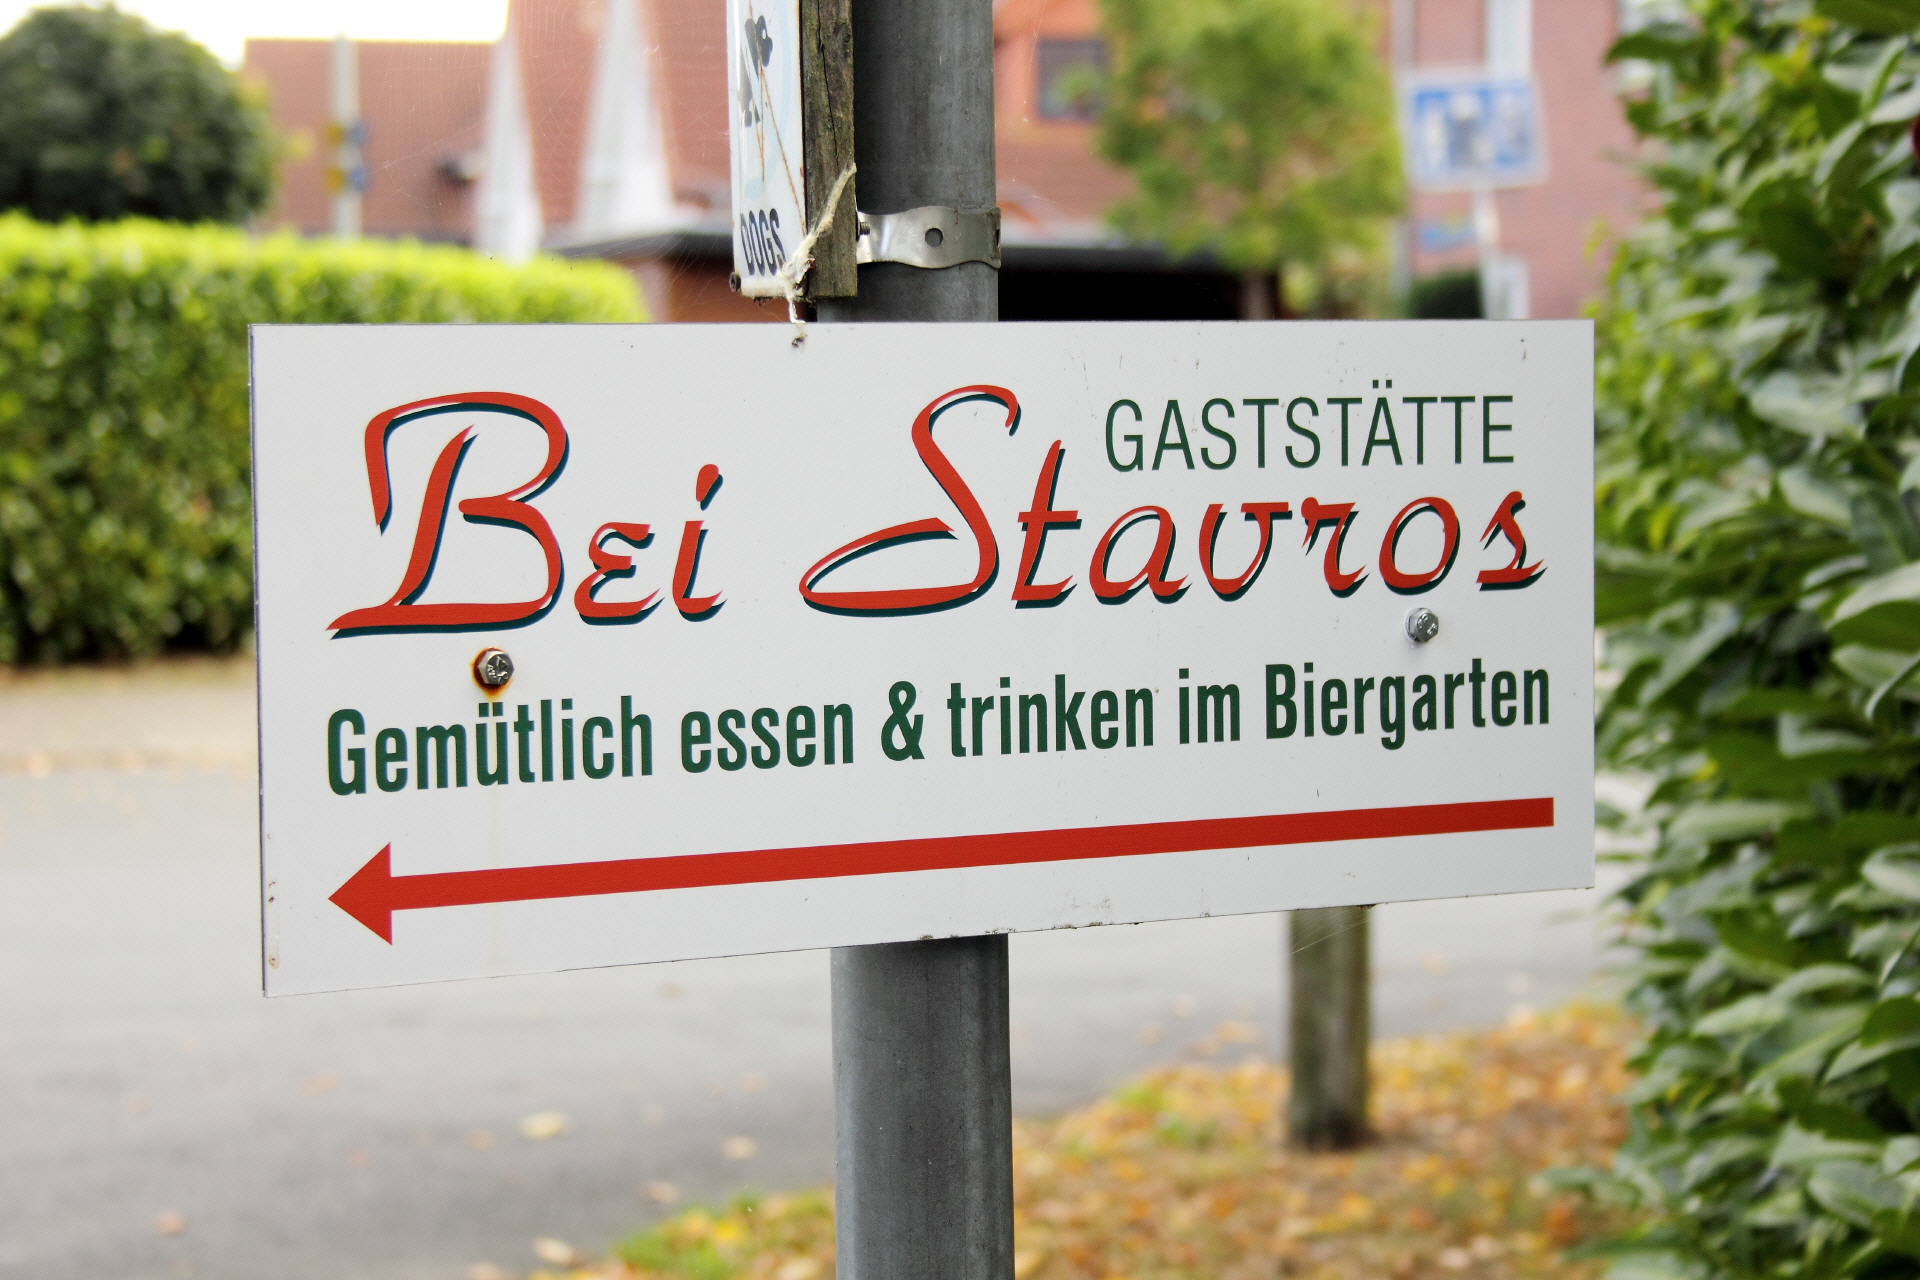 DOGS
GASTSTÄTTE
Bei Stavros
Gemütlich essen & trinken im Biergarten